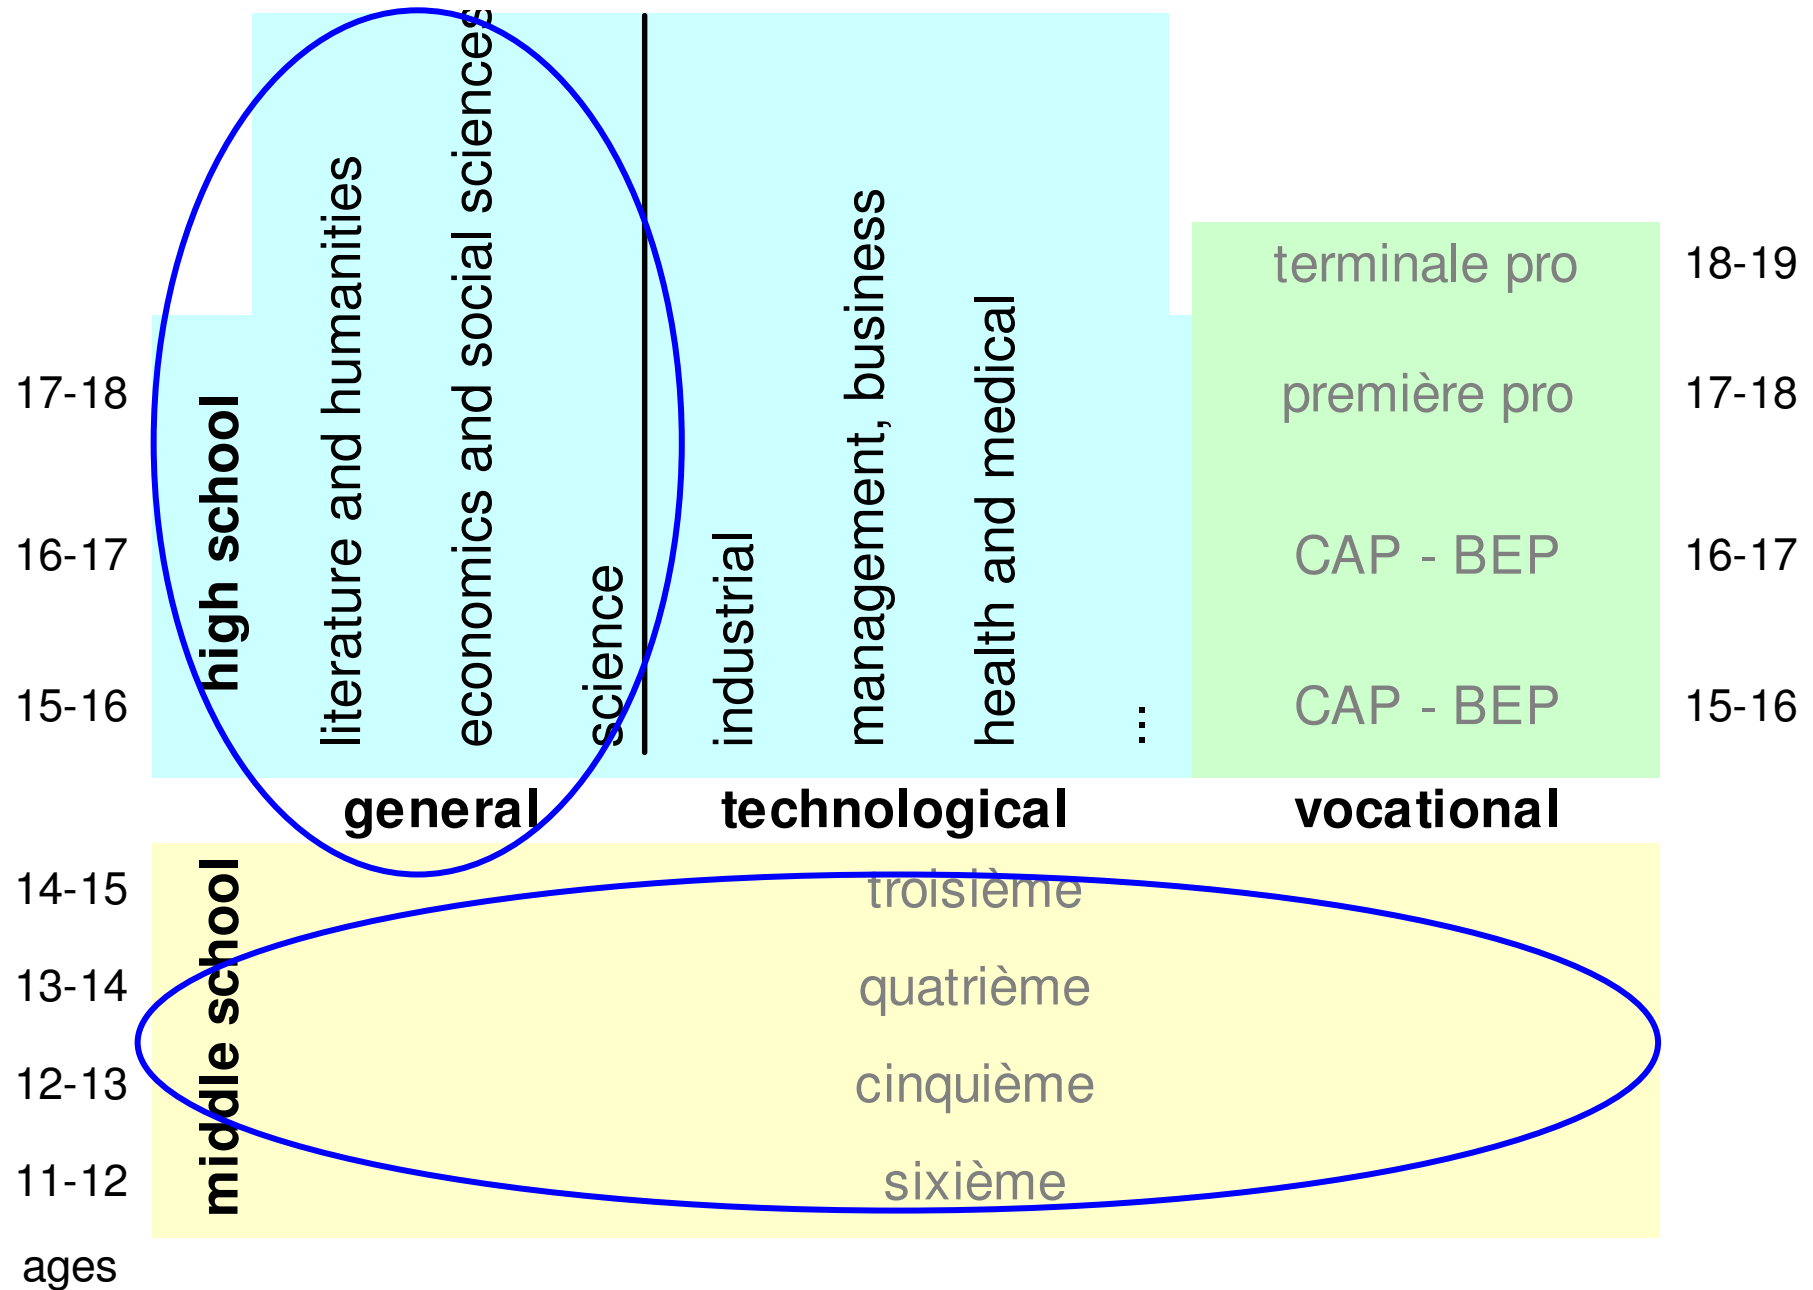 terminale pro 18-19
17-18 première pro 17-18
16-17 CAP - BEP 16-17
15-16 CAP - BEP 15-16
high school
literature and humanities
economics and social sciences
science
industrial
management, business
health and medical
...
general technological vocational
middle school
14-15 troisième
13-14 quatrième
12-13 cinquième
11-12 sixième
ages